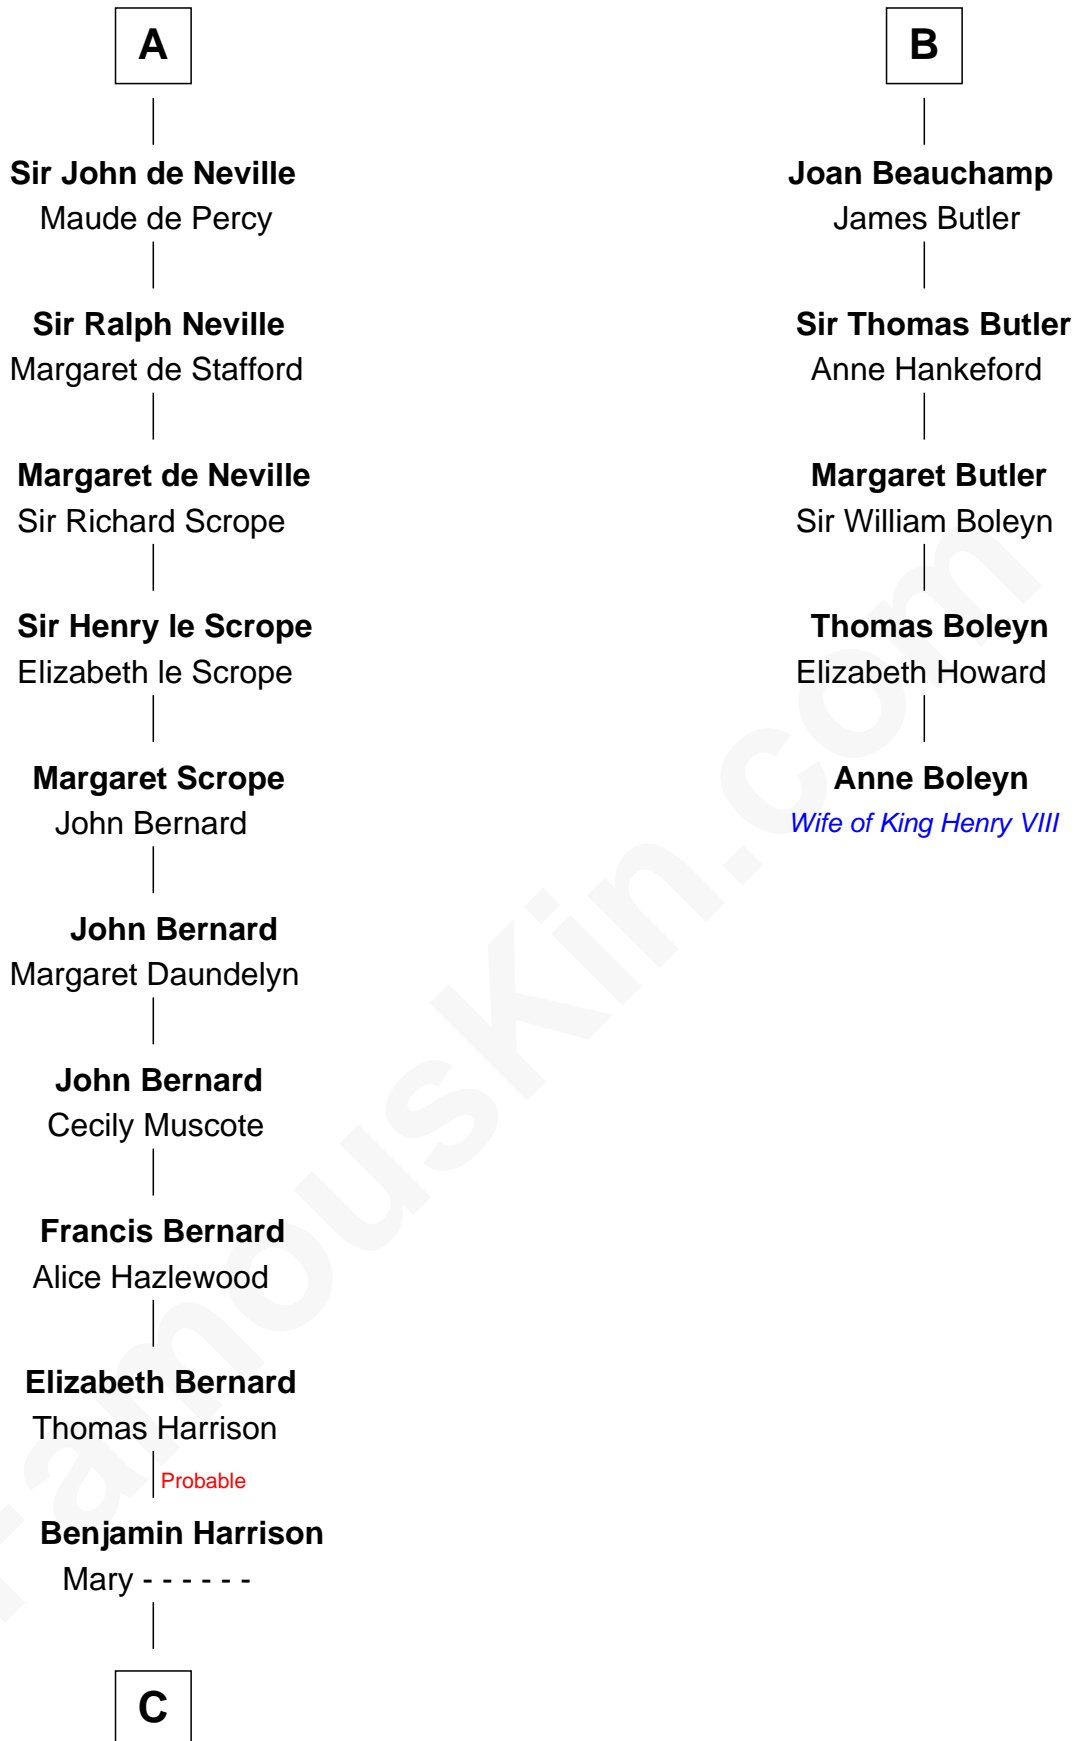 A
Sir John de Neville
Maude de Percy
Sir Ralph Neville
Margaret de Stafford
Margaret de Neville
Sir Richard Scrope
Sir Henry le Scrope
Elizabeth le Scrope
Margaret Scrope
John Bernard
John Bernard
Margaret Daundelyn
John Bernard
Cecily Muscote
Francis Bernard
Alice Hazlewood
Elizabeth Bernard
Thomas Harrison
Probable
Benjamin Harrison
Mary - - - - - -
C
B
Joan Beauchamp
James Butler
Sir Thomas Butler
Anne Hankeford
Margaret Butler
Sir William Boleyn
Thomas Boleyn
Elizabeth Howard
Anne Boleyn
Wife of King Henry VIII
FamousKin.com